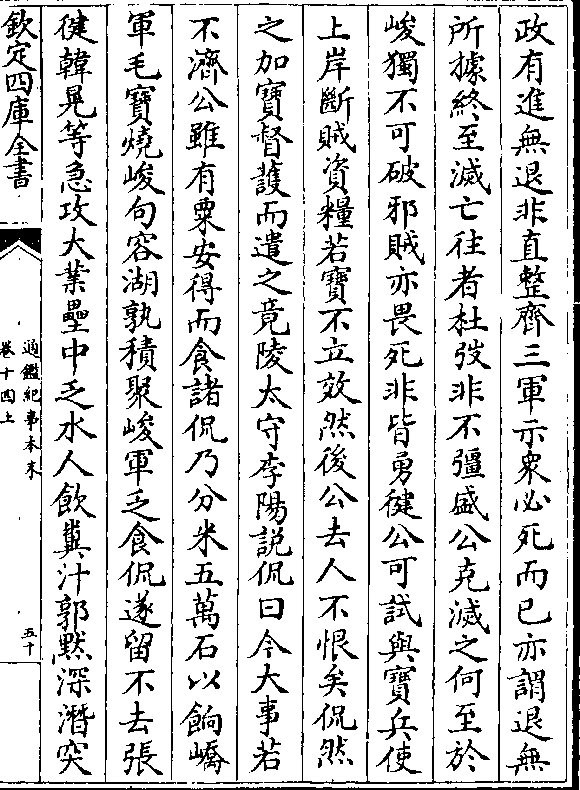 政有進無退非直整齊三軍示衆必死而已亦謂退無
所據終至滅亡往者杜弢非不彊盛公克滅之何至於
峻獨不可破邪賊亦畏死非皆勇健公可試與寶兵使
上岸斷賊資糧若寶不立效然後公去人不恨矣侃然
之加寶督護而遣之竟陵太守李陽説侃曰今大事若
不濟公雖有粟安得而食諸侃乃分米五萬石以餉嶠
軍毛寶燒峻句容湖孰積聚峻軍乏食侃遂留不去張
健韓晃等急攻大業壘中乏水人飲糞汁郭黙深潛突
欽定四庫全書
通鑑紀事本末
卷十四上
五十